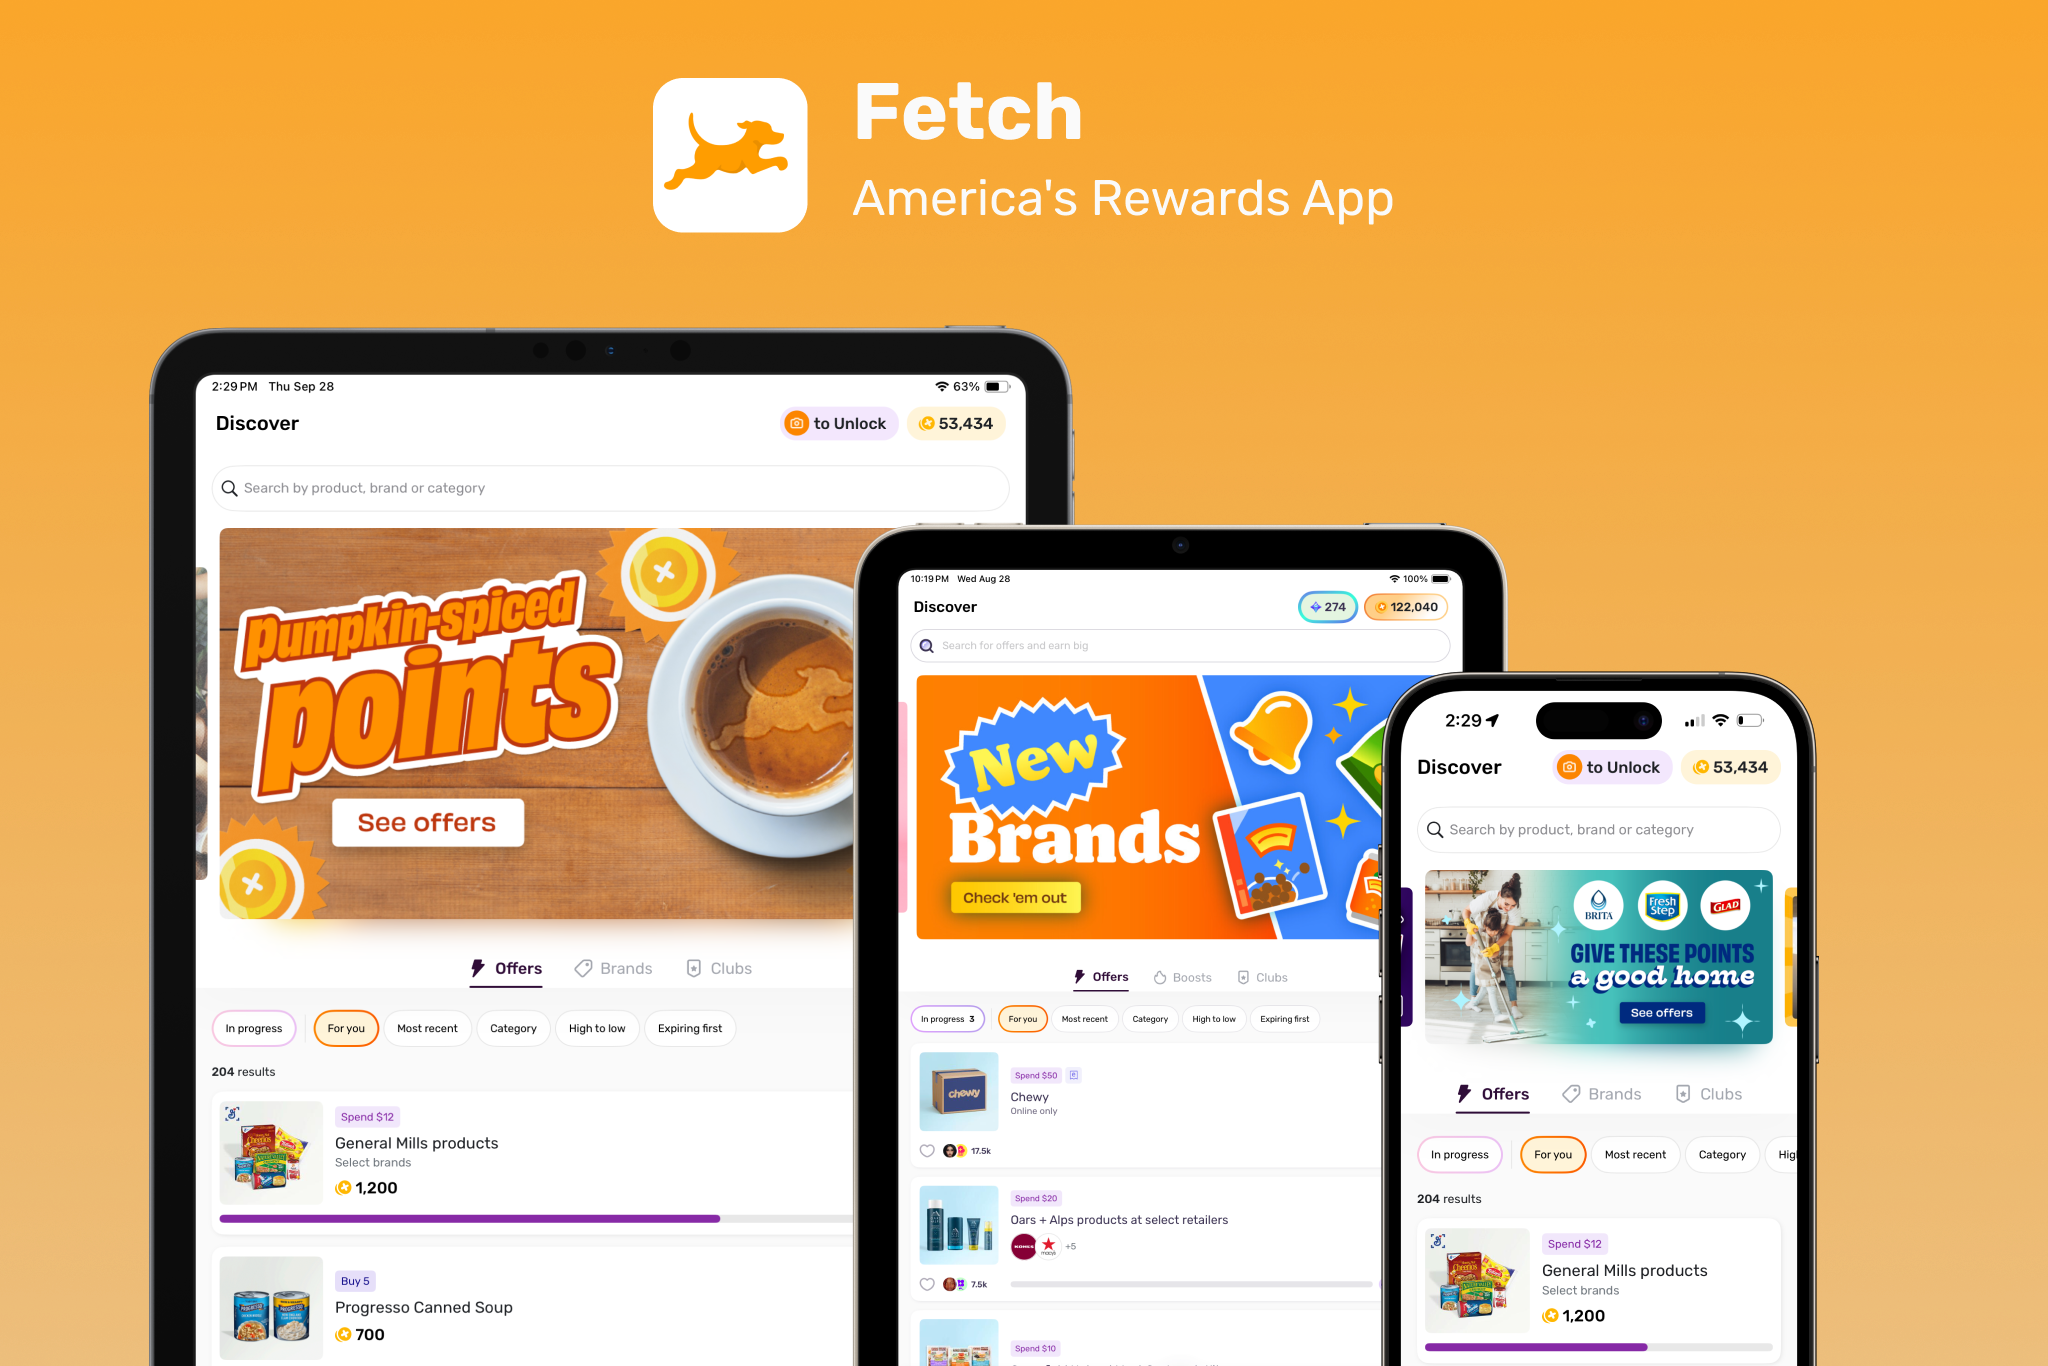 Fetch
America's Rewards App
2:29 PM Thu Sep 28
63%
Discover
to Unlock
53,434
Search by product, brand or category
Pumpkin-spiced
points
See offers
Offers
Brands
Clubs
In progress
For you
Most recent
Category
High to low
Expiring first
204 results
Spend $12
General Mills products
Select brands
1,200
Buy 5
Progresso Canned Soup
700
10:19 PM Wed Aug 28
100%
Discover
274
122,040
Search for offers and earn big
New
Brands
Check 'em out
Offers
Boosts
Clubs
In progress 3
For you
Most recent
Category
High to low
Expiring first
chewy
Spend $50
Chewy
Online only
17.5k
Spend $20
Oars + Alps products at select retailers
KOHL'S
macys
+5
7.5k
Spend $10
2:29
Discover
to Unlock
53,434
Search by product, brand or category
BRITA
Fresh
Step
GLAD
GIVE THESE POINTS
a good home
See offers
Offers
Brands
Clubs
In progress
For you
Most recent
Category
204 results
Spend $12
General Mills products
Select brands
Cheerios
1,200